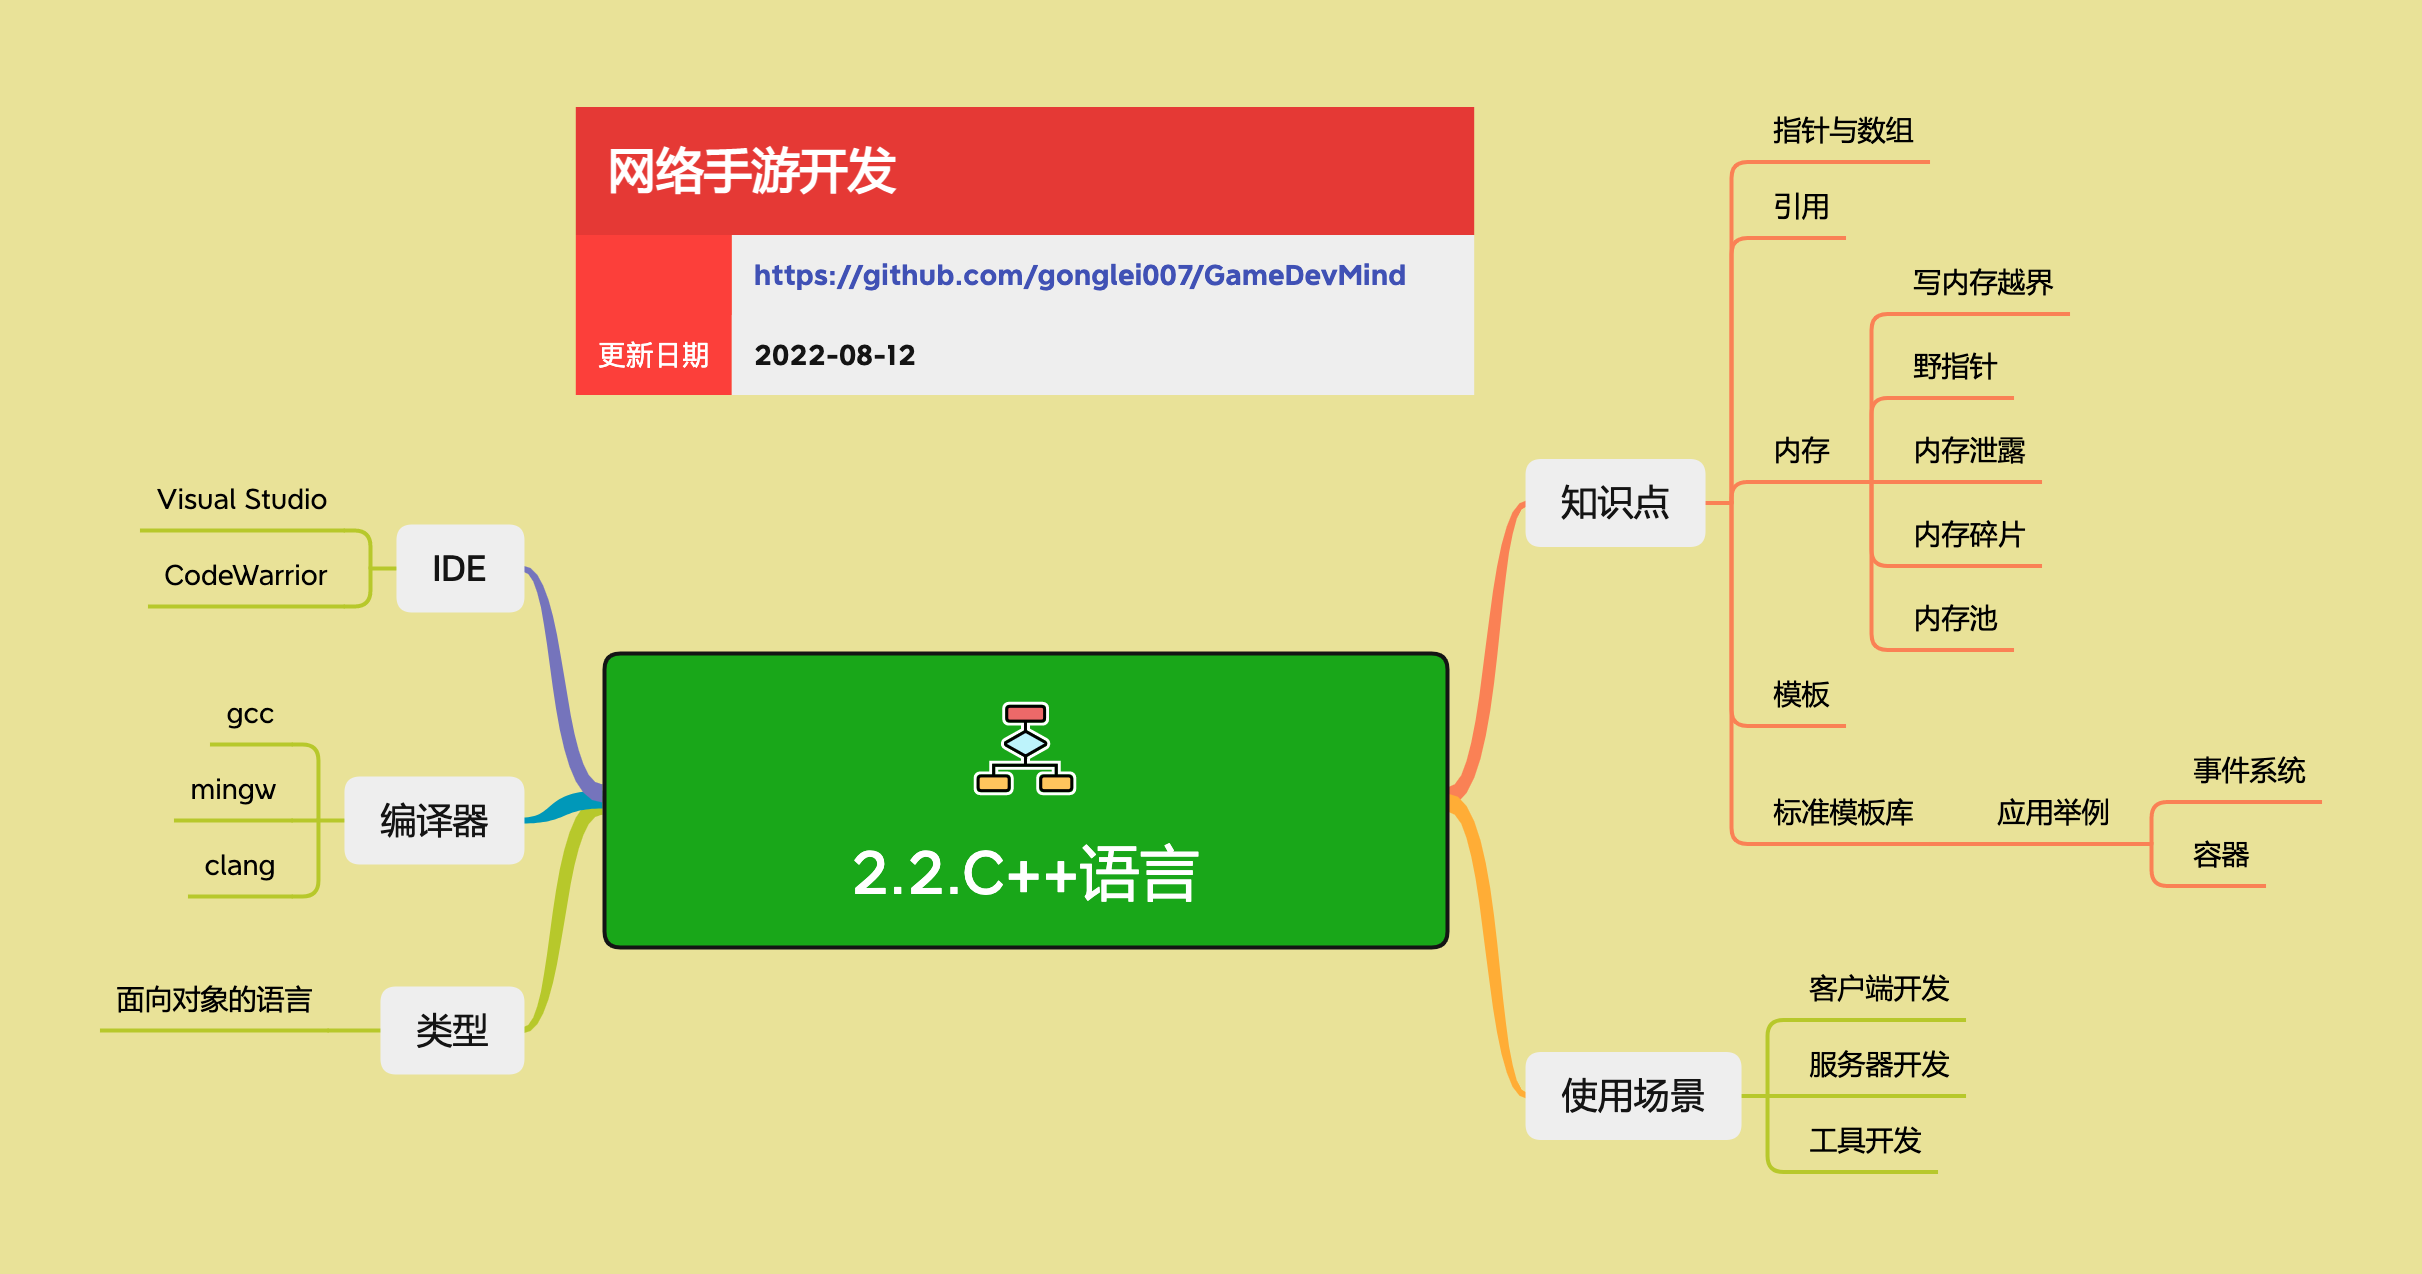 网络手游开发
https://github.com/gonglei007/GameDevMind
更新日期 2022-08-12
2.2.C++语言
知识点
指针与数组
引用
内存
写内存越界
野指针
内存泄露
内存碎片
内存池
模板
标准模板库
应用举例
事件系统
容器
使用场景
客户端开发
服务器开发
工具开发
IDE
Visual Studio
CodeWarrior
编译器
gcc
mingw
clang
类型
面向对象的语言